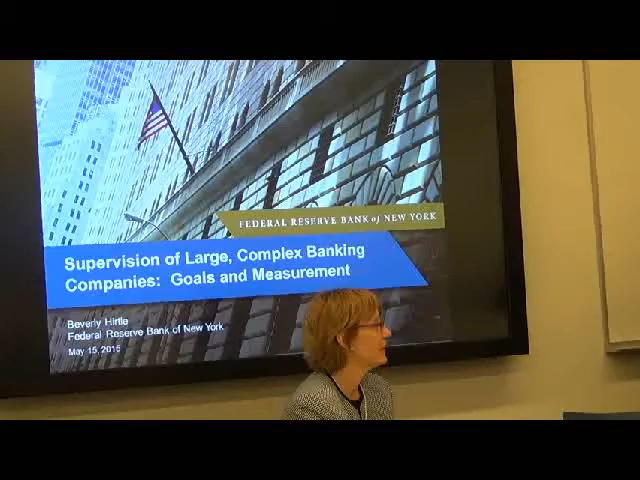 FEDERAL RESERVE BANK of NEW YORK
Supervision of Large, Complex Banking
Companies: Goals and Measurement
Beverly Hirtle
Federal Reserve Bank of New York
May 15, 2015